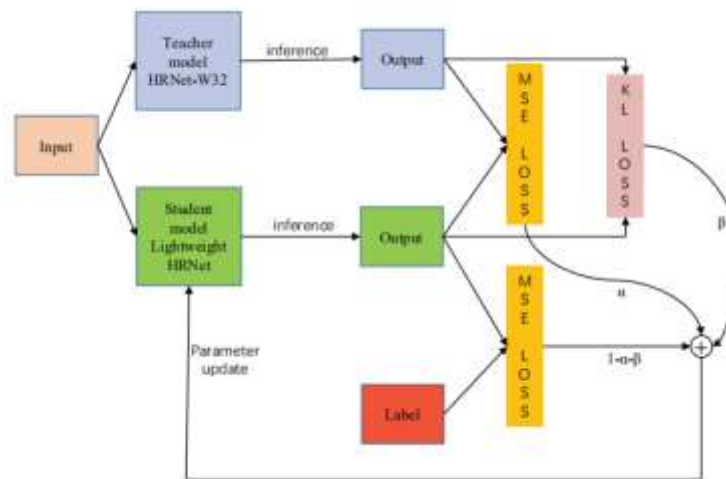 Teacher
model
HRNet-W32
inference
Output
M
S
E
L
O
S
S
K
L
L
O
S
S
Input
Student
model
Lightweight
HRNet
inference
Output
β
α
M
S
E
L
O
S
S
Parameter
update
1-α-β
Label